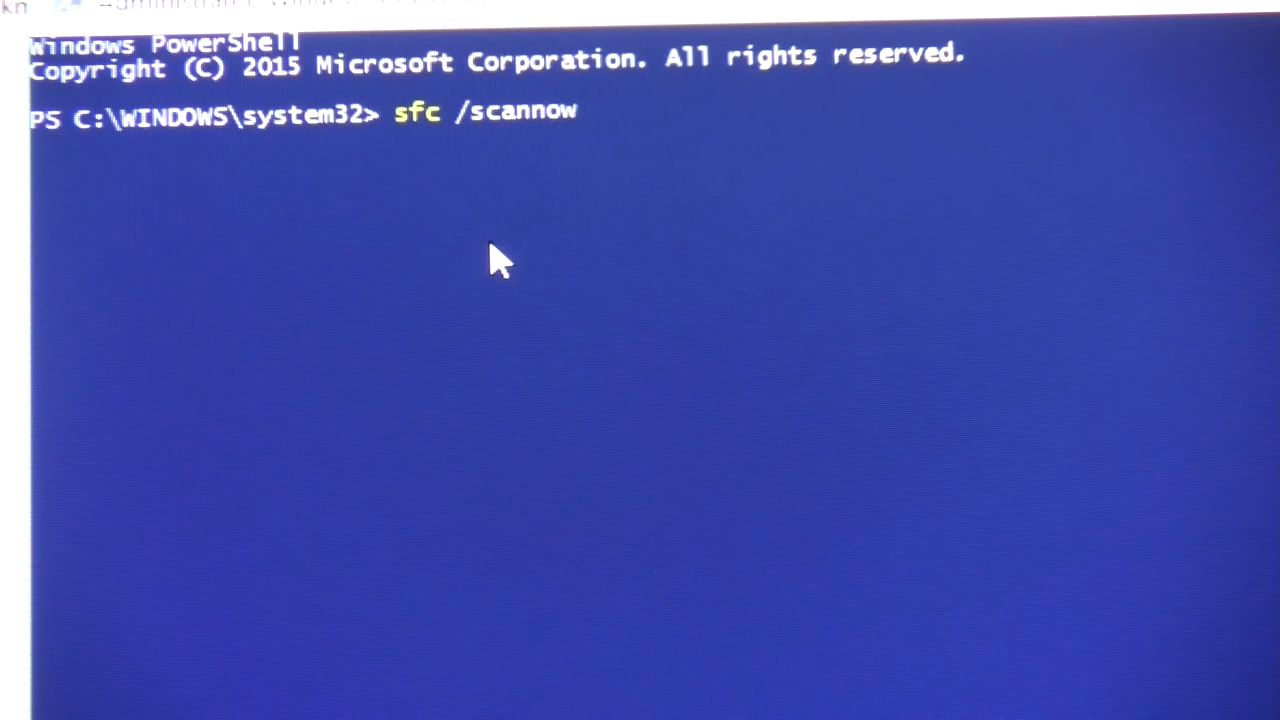 Windows PowerShell
Copyright (C) 2015 Microsoft Corporation. All rights reserved.
PS C:\WINDOWS\system32> sfc /scannow